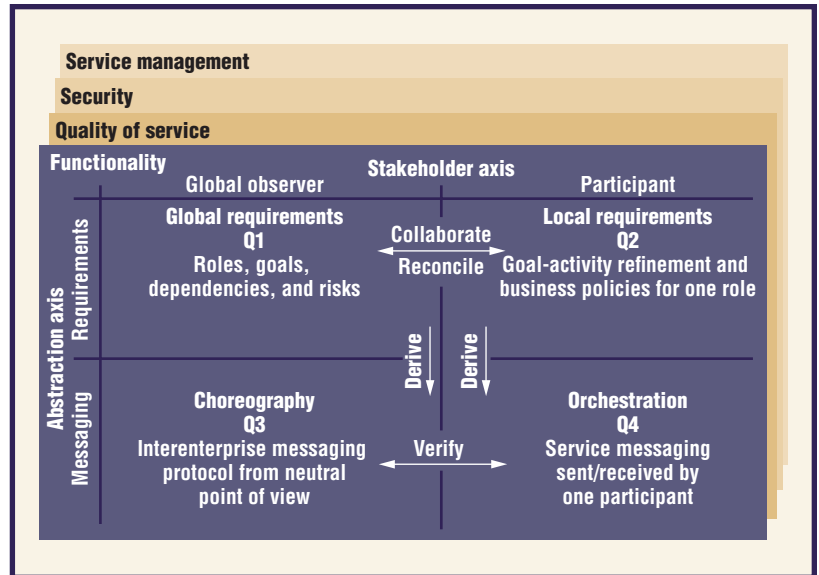 Service management
Security
Quality of service
Functionality
Stakeholder axis
Global observer
Participant
Abstraction axis
Requirements
Messaging
Global requirements
Q1
Roles, goals,
dependencies, and risks
Collaborate
Reconcile
Local requirements
Q2
Goal-activity refinement and
business policies for one role
Derive
Derive
Choreography
Q3
Interenterprise messaging
protocol from neutral
point of view
Verify
Orchestration
Q4
Service messaging
sent/received by
one participant